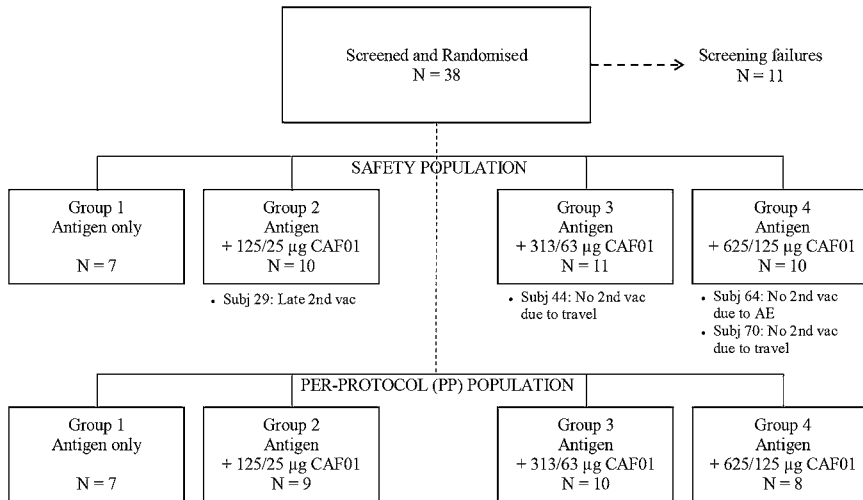 Screened and Randomised
N = 38
Screening failures
N = 11
SAFETY POPULATION
Group 1
Antigen only
N = 7
Group 2
Antigen
+ 125/25 µg CAF01
N = 10
Group 3
Antigen
+ 313/63 µg CAF01
N = 11
Group 4
Antigen
+ 625/125 µg CAF01
N = 10
• Subj 29: Late 2nd vac
• Subj 44: No 2nd vac
due to travel
• Subj 64: No 2nd vac
due to AE
• Subj 70: No 2nd vac
due to travel
PER-PROTOCOL (PP) POPULATION
Group 1
Antigen only
N = 7
Group 2
Antigen
+ 125/25 µg CAF01
N = 9
Group 3
Antigen
+ 313/63 µg CAF01
N = 10
Group 4
Antigen
+ 625/125 µg CAF01
N = 8